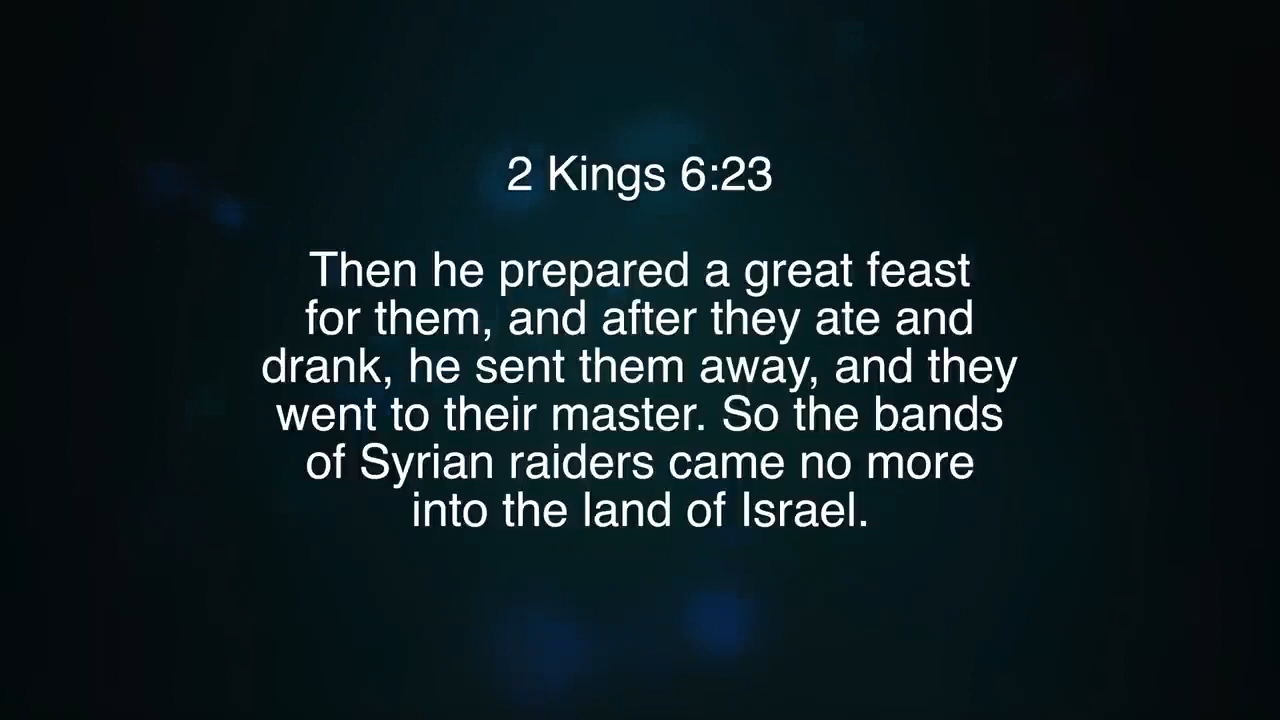 2 Kings 6:23
Then he prepared a great feast
for them, and after they ate and
drank, he sent them away, and they
went to their master. So the bands
of Syrian raiders came no more
into the land of Israel.